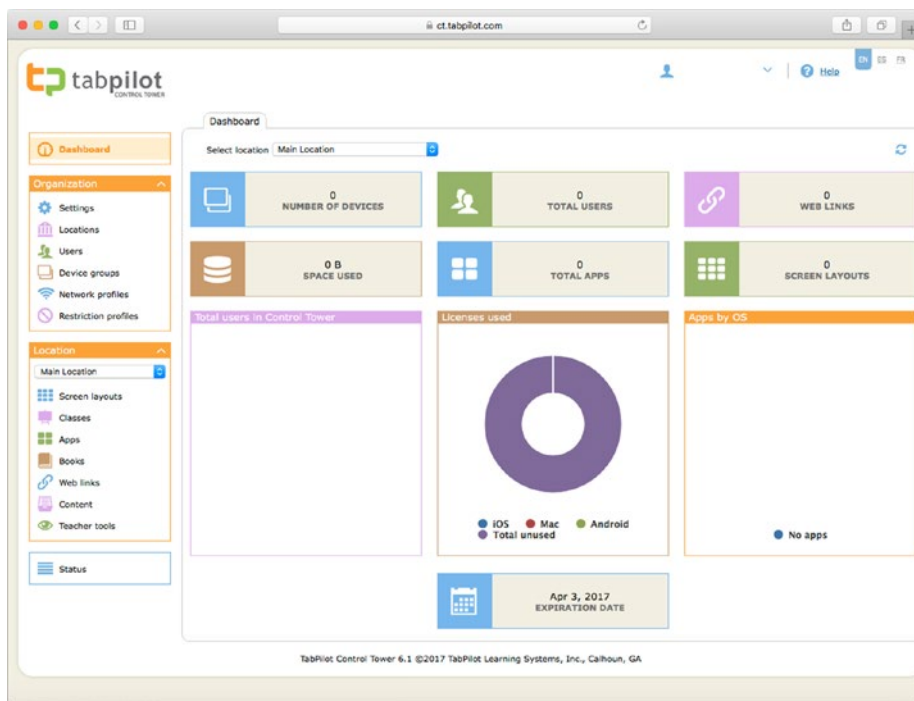 ct.tabpilot.com
tabpilot
CONTROL TOWER
Help
EN ES FR
Dashboard
Dashboard
Select location Main Location
Organization
Settings
Locations
Users
Device groups
Network profiles
Restriction profiles
0
NUMBER OF DEVICES
0
TOTAL USERS
0
WEB LINKS
0 B
SPACE USED
0
TOTAL APPS
0
SCREEN LAYOUTS
Location
Main Location
Screen layouts
Classes
Apps
Books
Web links
Content
Teacher tools
Status
Total users in Control Tower
Licenses used
iOS Mac Android
Total unused
Apps by OS
No apps
Apr 3, 2017
EXPIRATION DATE
TabPilot Control Tower 6.1 ©2017 TabPilot Learning Systems, Inc., Calhoun, GA